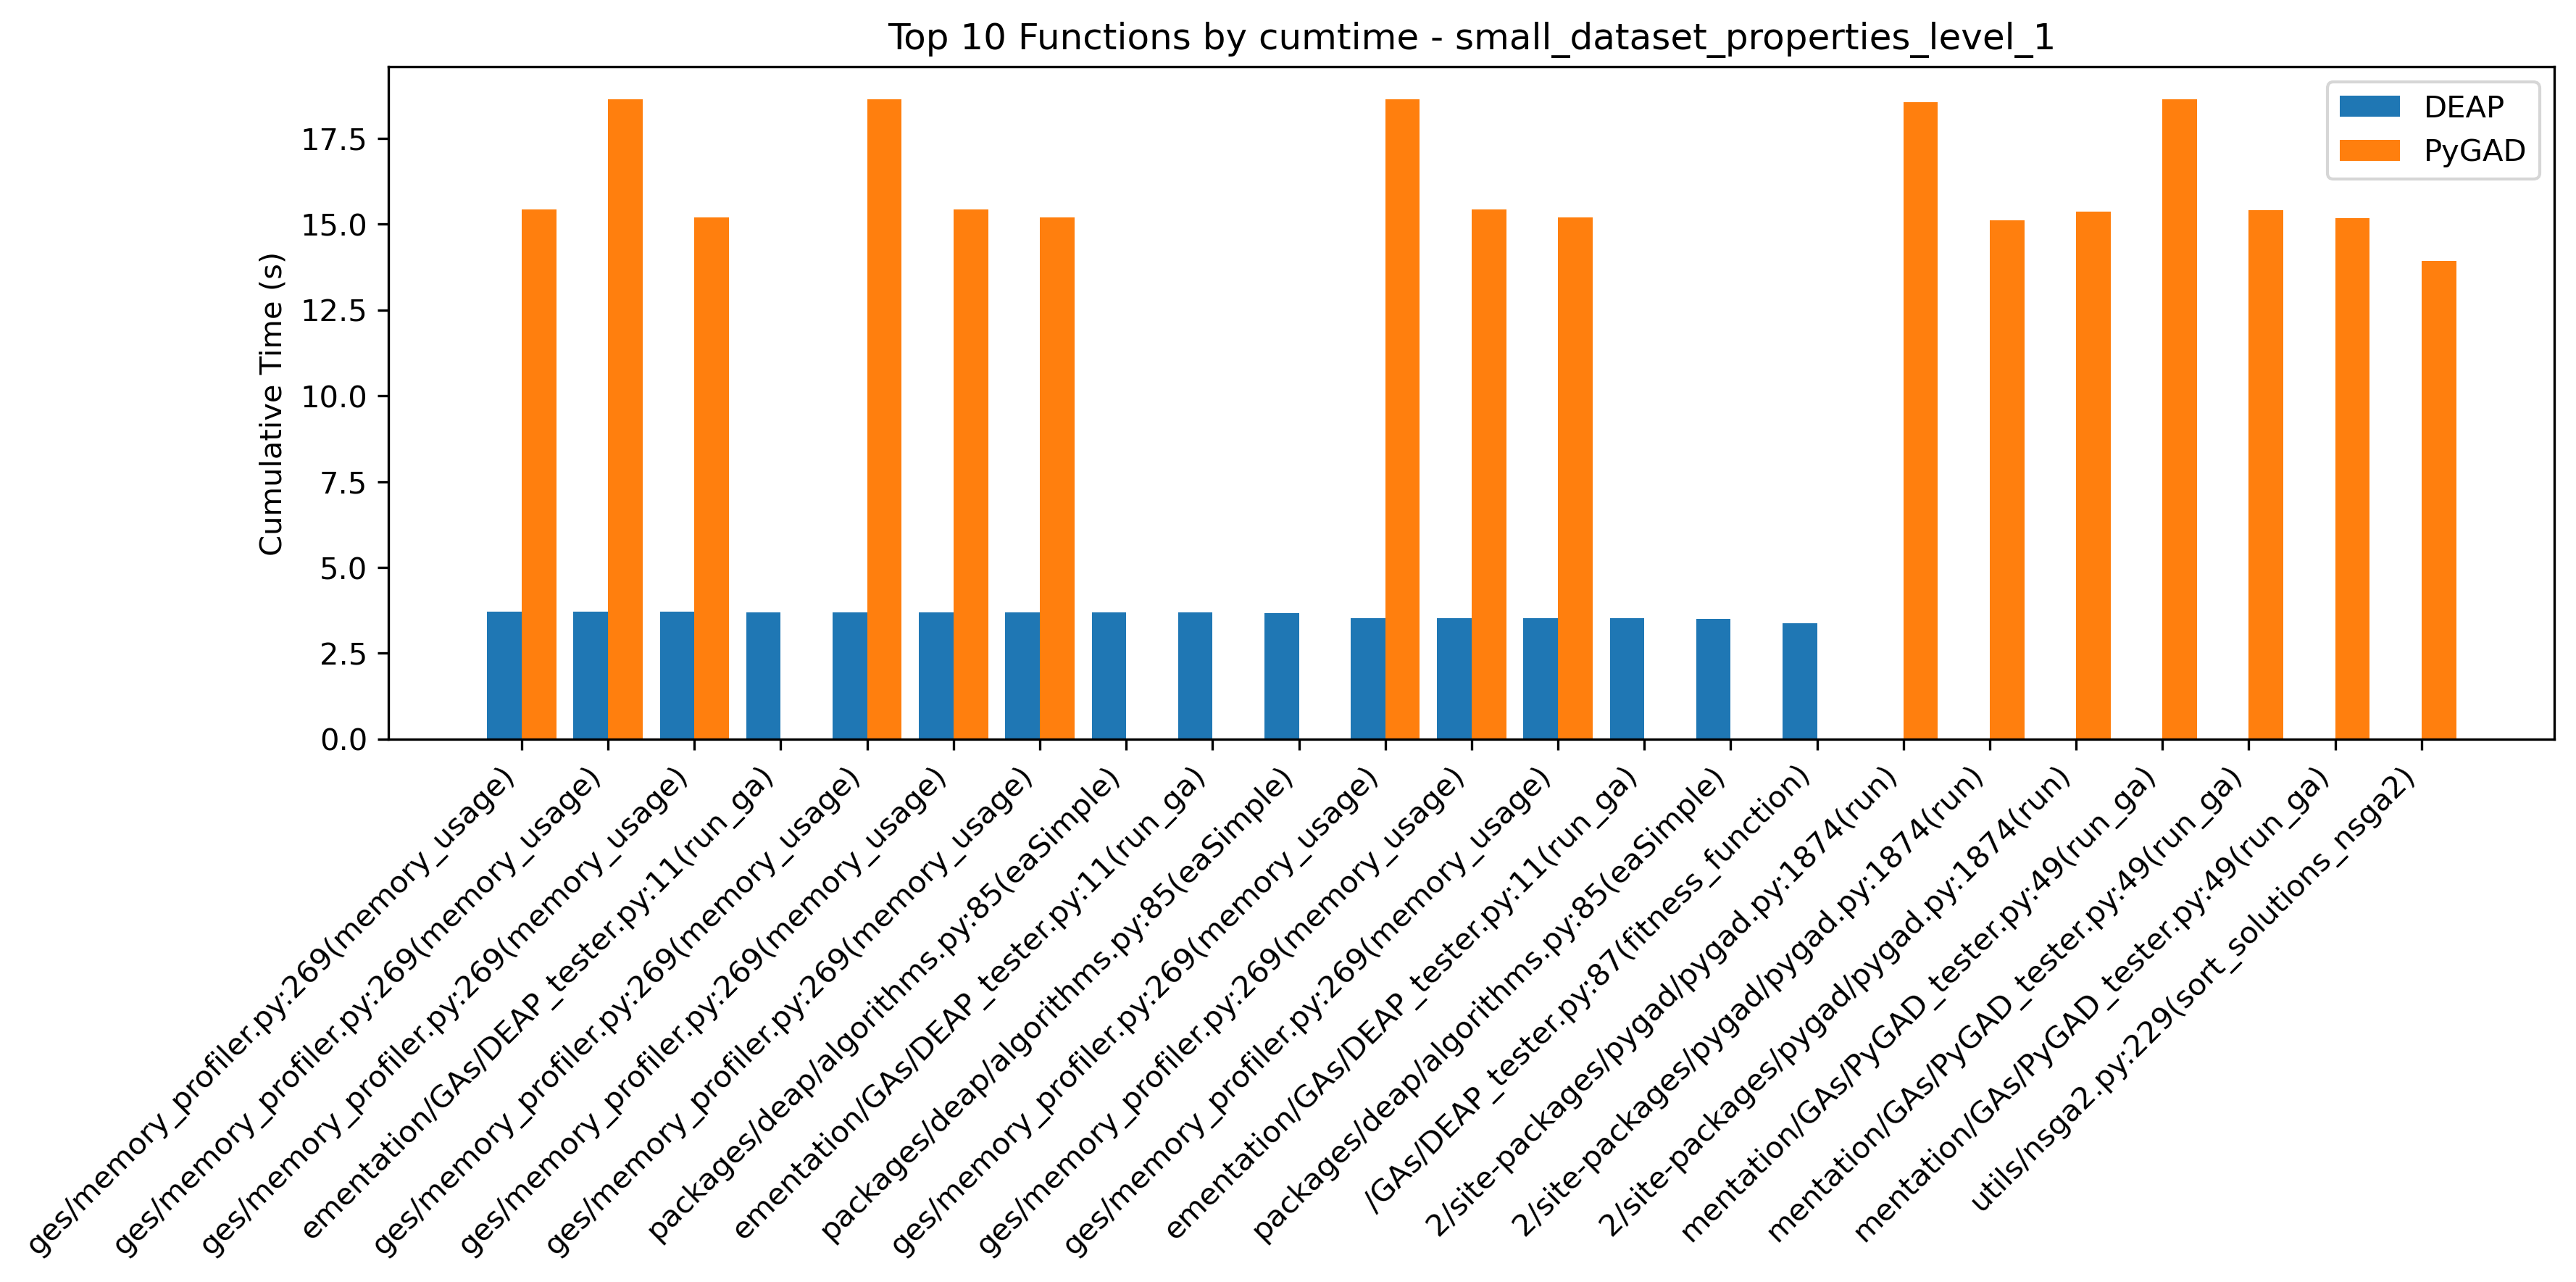 Top 10 Functions by cumtime - small_dataset_properties_level_1
DEAP
PyGAD
Cumulative Time (s)
17.5
15.0
12.5
10.0
7.5
5.0
2.5
0.0
ges/memory_profiler.py:269(memory_usage)
ges/memory_profiler.py:269(memory_usage)
ges/memory_profiler.py:269(memory_usage)
ementation/GAs/DEAP_tester.py:11(run_ga)
ges/memory_profiler.py:269(memory_usage)
ges/memory_profiler.py:269(memory_usage)
ges/memory_profiler.py:269(memory_usage)
packages/deap/algorithms.py:85(eaSimple)
ementation/GAs/DEAP_tester.py:11(run_ga)
packages/deap/algorithms.py:85(eaSimple)
ges/memory_profiler.py:269(memory_usage)
ges/memory_profiler.py:269(memory_usage)
ges/memory_profiler.py:269(memory_usage)
ementation/GAs/DEAP_tester.py:11(run_ga)
packages/deap/algorithms.py:85(eaSimple)
/GAs/DEAP_tester.py:87(fitness_function)
2/site-packages/pygad/pygad.py:1874(run)
2/site-packages/pygad/pygad.py:1874(run)
2/site-packages/pygad/pygad.py:1874(run)
mentation/GAs/PyGAD_tester.py:49(run_ga)
mentation/GAs/PyGAD_tester.py:49(run_ga)
mentation/GAs/PyGAD_tester.py:49(run_ga)
utils/nsga2.py:229(sort_solutions_nsga2)